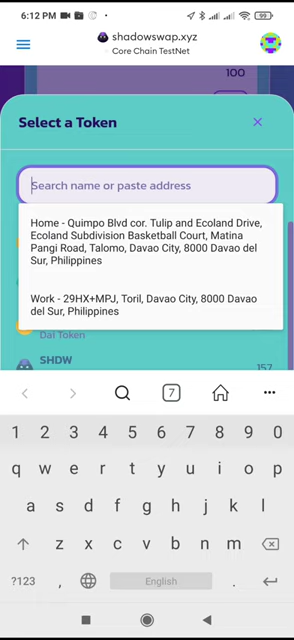 6:12 PM
99
shadowswap.xyz
Core Chain TestNet
100
Select a Token
Search name or paste address
Home - Quimpo Blvd cor. Tulip and Ecoland Drive,
Ecoland Subdivision Basketball Court, Matina
Pangi Road, Talomo, Davao City, 8000 Davao del
Sur, Philippines
Work - 29HX+MPJ, Toril, Davao City, 8000 Davao
del Sur, Philippines
Dai Token
SHDW
157
7
1 2 3 4 5 6 7 8 9 0
q w e r t y u i o p
a s d f g h j k l
z x c v b n m
?123 , English .